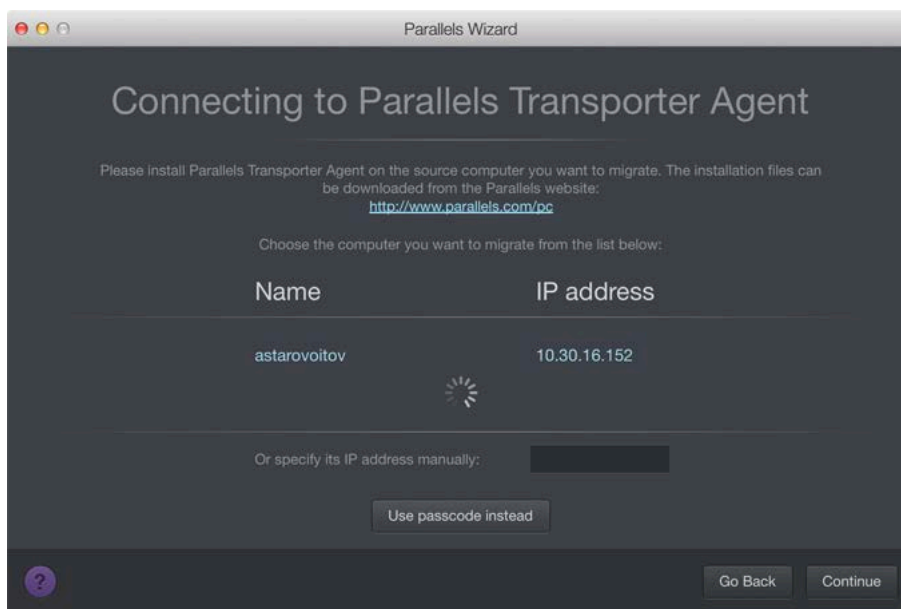 Parallels Wizard
Connecting to Parallels Transporter Agent
Please install Parallels Transporter Agent on the source computer you want to migrate. The installation files can
be downloaded from the Parallels website:
http://www.parallels.com/pc
Choose the computer you want to migrate from the list below:
Name IP address
astarovoitov 10.30.16.152
Or specify its IP address manually:
Use passcode instead
? Go Back Continue